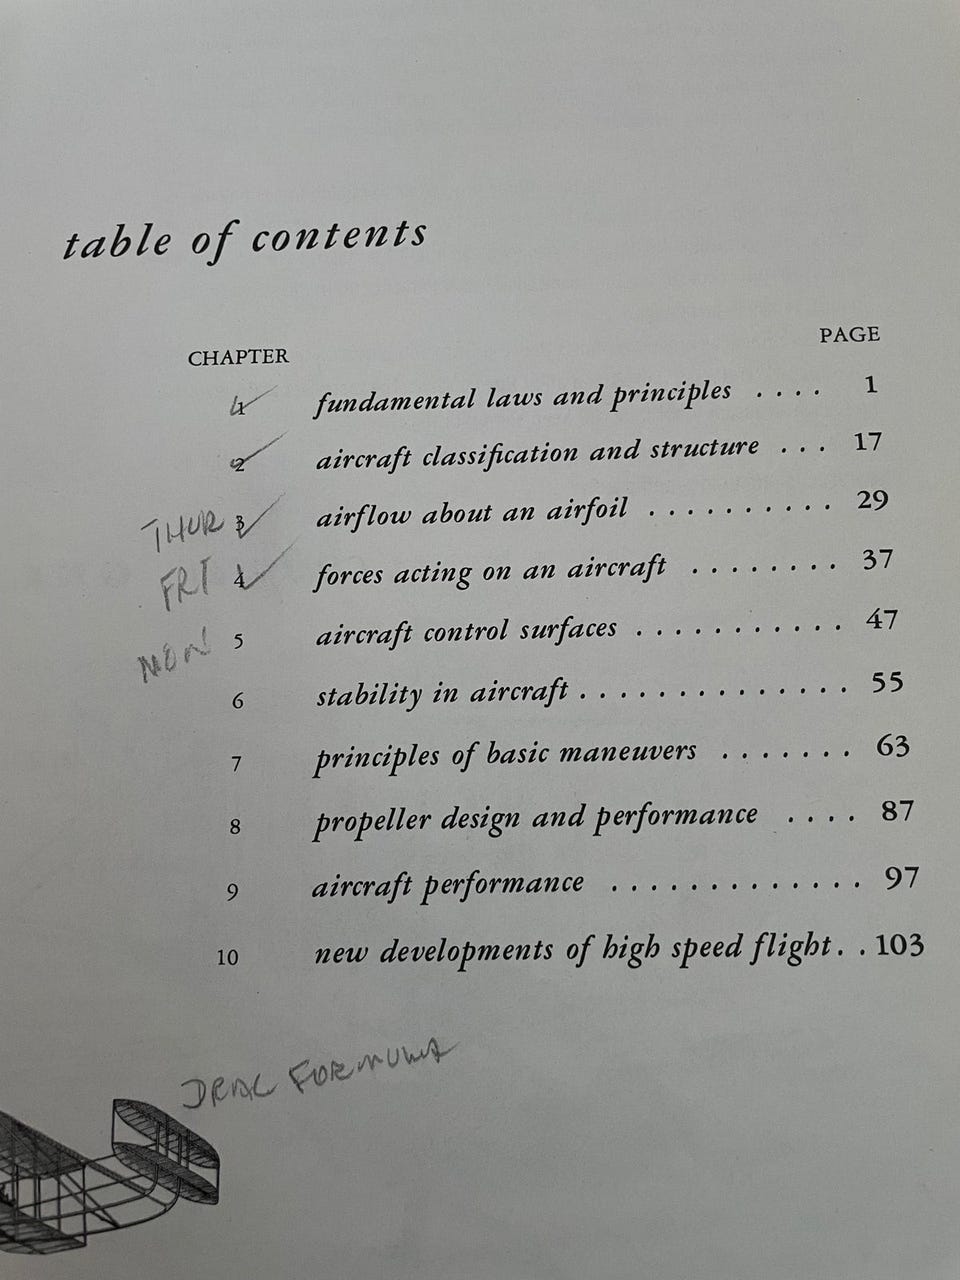 table of contents
CHAPTER PAGE
1 fundamental laws and principles . . . . 1
2 aircraft classification and structure . . . 17
THUR 3 airflow about an airfoil . . . . . . . . . . 29
FRI 4 forces acting on an aircraft . . . . . . . . 37
MON 5 aircraft control surfaces . . . . . . . . . . . 47
6 stability in aircraft . . . . . . . . . . . . . . 55
7 principles of basic maneuvers . . . . . . . 63
8 propeller design and performance . . . . 87
9 aircraft performance . . . . . . . . . . . . . 97
10 new developments of high speed flight . . 103
DRAG FORMULA